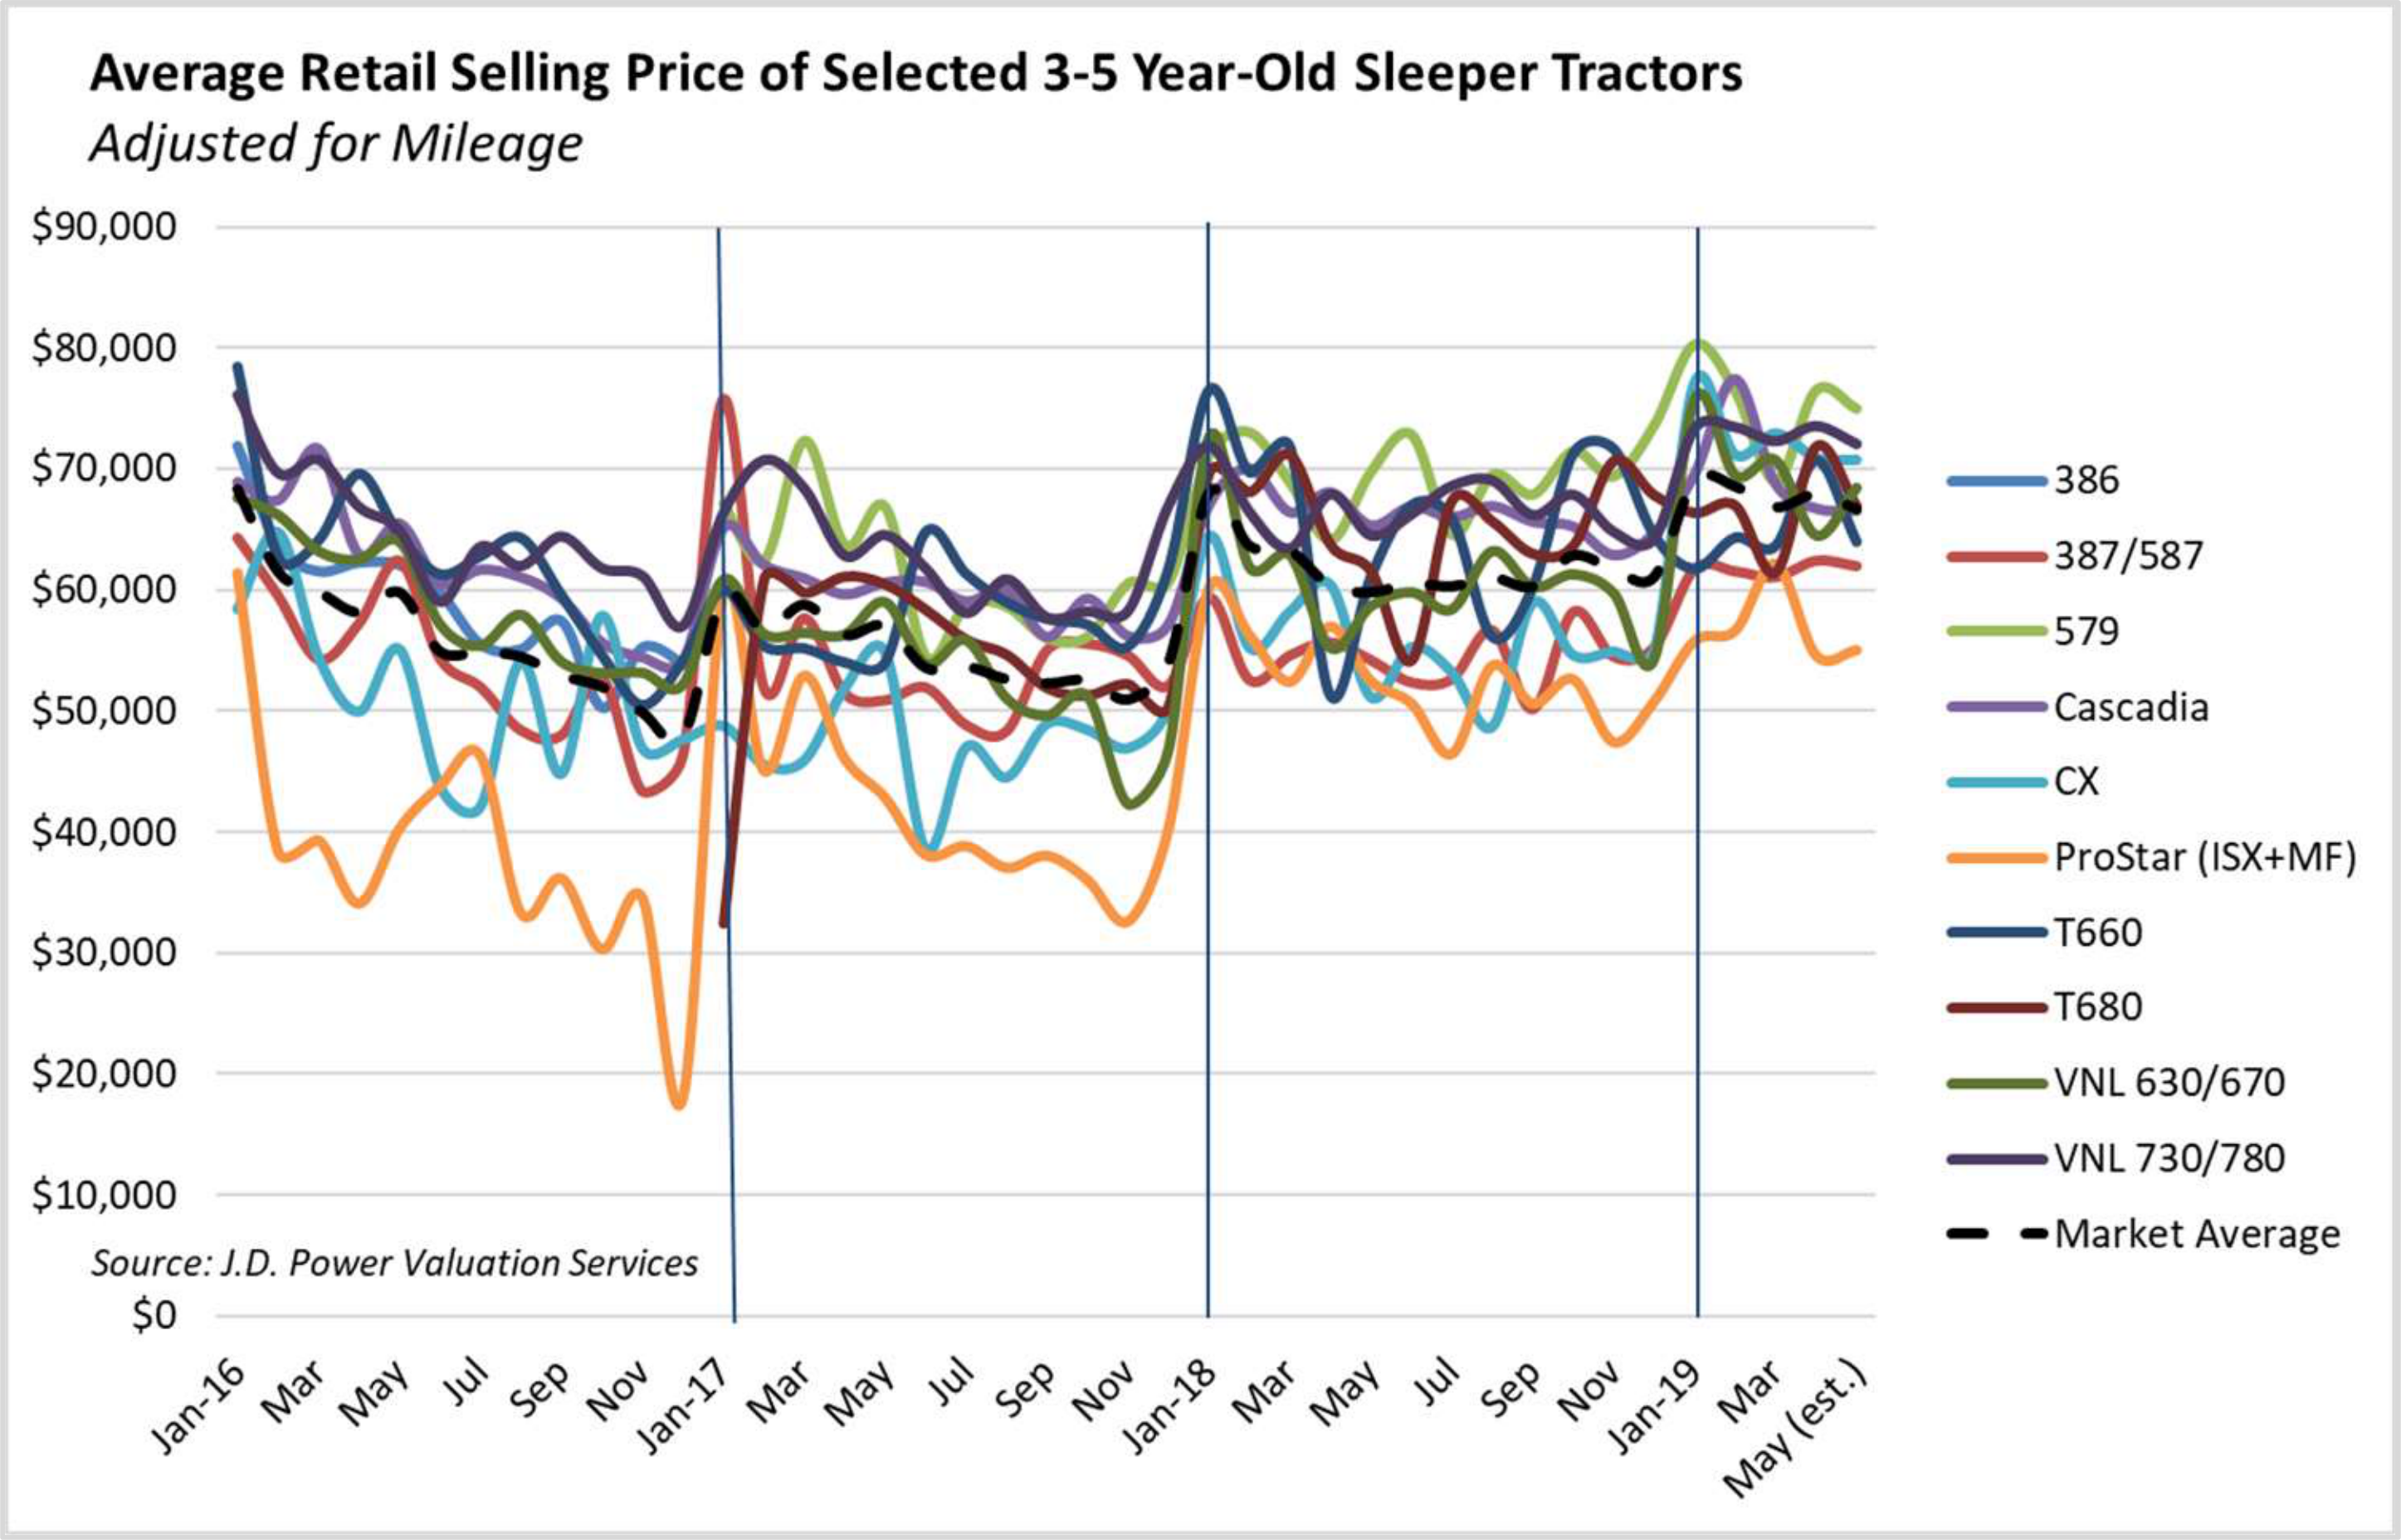 Average Retail Selling Price of Selected 3-5 Year-Old Sleeper Tractors
Adjusted for Mileage
$90,000
$80,000
$70,000
$60,000
$50,000
$40,000
$30,000
$20,000
$10,000
$0
Source: J.D. Power Valuation Services
Jan-16
Mar
May
Jul
Sep
Nov
Jan-17
Mar
May
Jul
Sep
Nov
Jan-18
Mar
May
Jul
Sep
Nov
Jan-19
Mar
May (est.)
386
387/587
579
Cascadia
CX
ProStar (ISX+MF)
T660
T680
VNL 630/670
VNL 730/780
Market Average